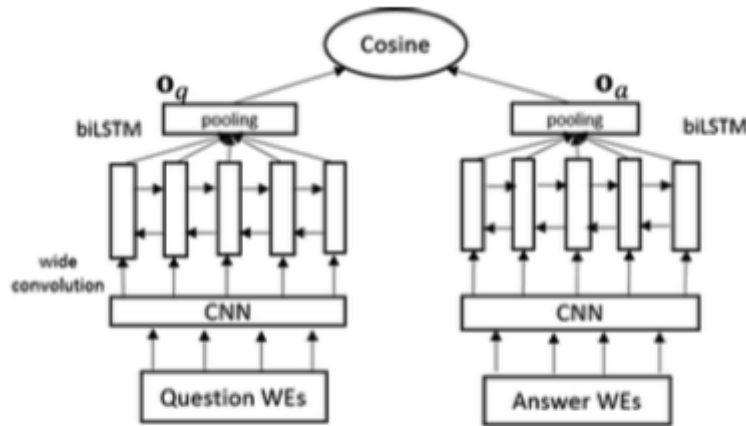 Cosine
o_q
o_a
pooling
pooling
biLSTM
biLSTM
wide
convolution
CNN
CNN
Question WEs
Answer WEs